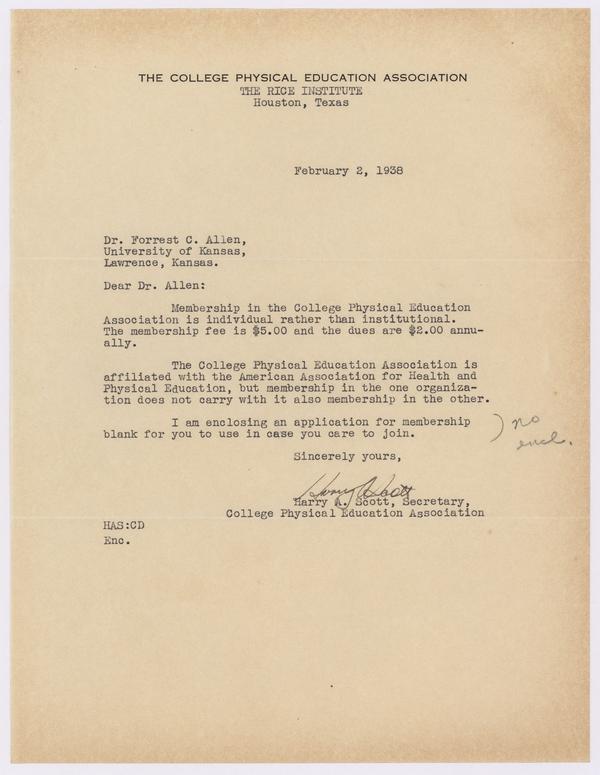 THE COLLEGE PHYSICAL EDUCATION ASSOCIATION
THE RICE INSTITUTE
Houston, Texas
February 2, 1938
Dr. Forrest C. Allen,
University of Kansas,
Lawrence, Kansas.
Dear Dr. Allen:
Membership in the College Physical Education
Association is individual rather than institutional.
The membership fee is $5.00 and the dues are $2.00 annu-
ally.
The College Physical Education Association is
affiliated with the American Association for Health and
Physical Education, but membership in the one organiza-
tion does not carry with it also membership in the other.
I am enclosing an application for membership
blank for you to use in case you care to join.
) no
encl.
Sincerely yours,
Harry A. Scott
Harry A. Scott, Secretary,
College Physical Education Association
HAS:CD
Enc.